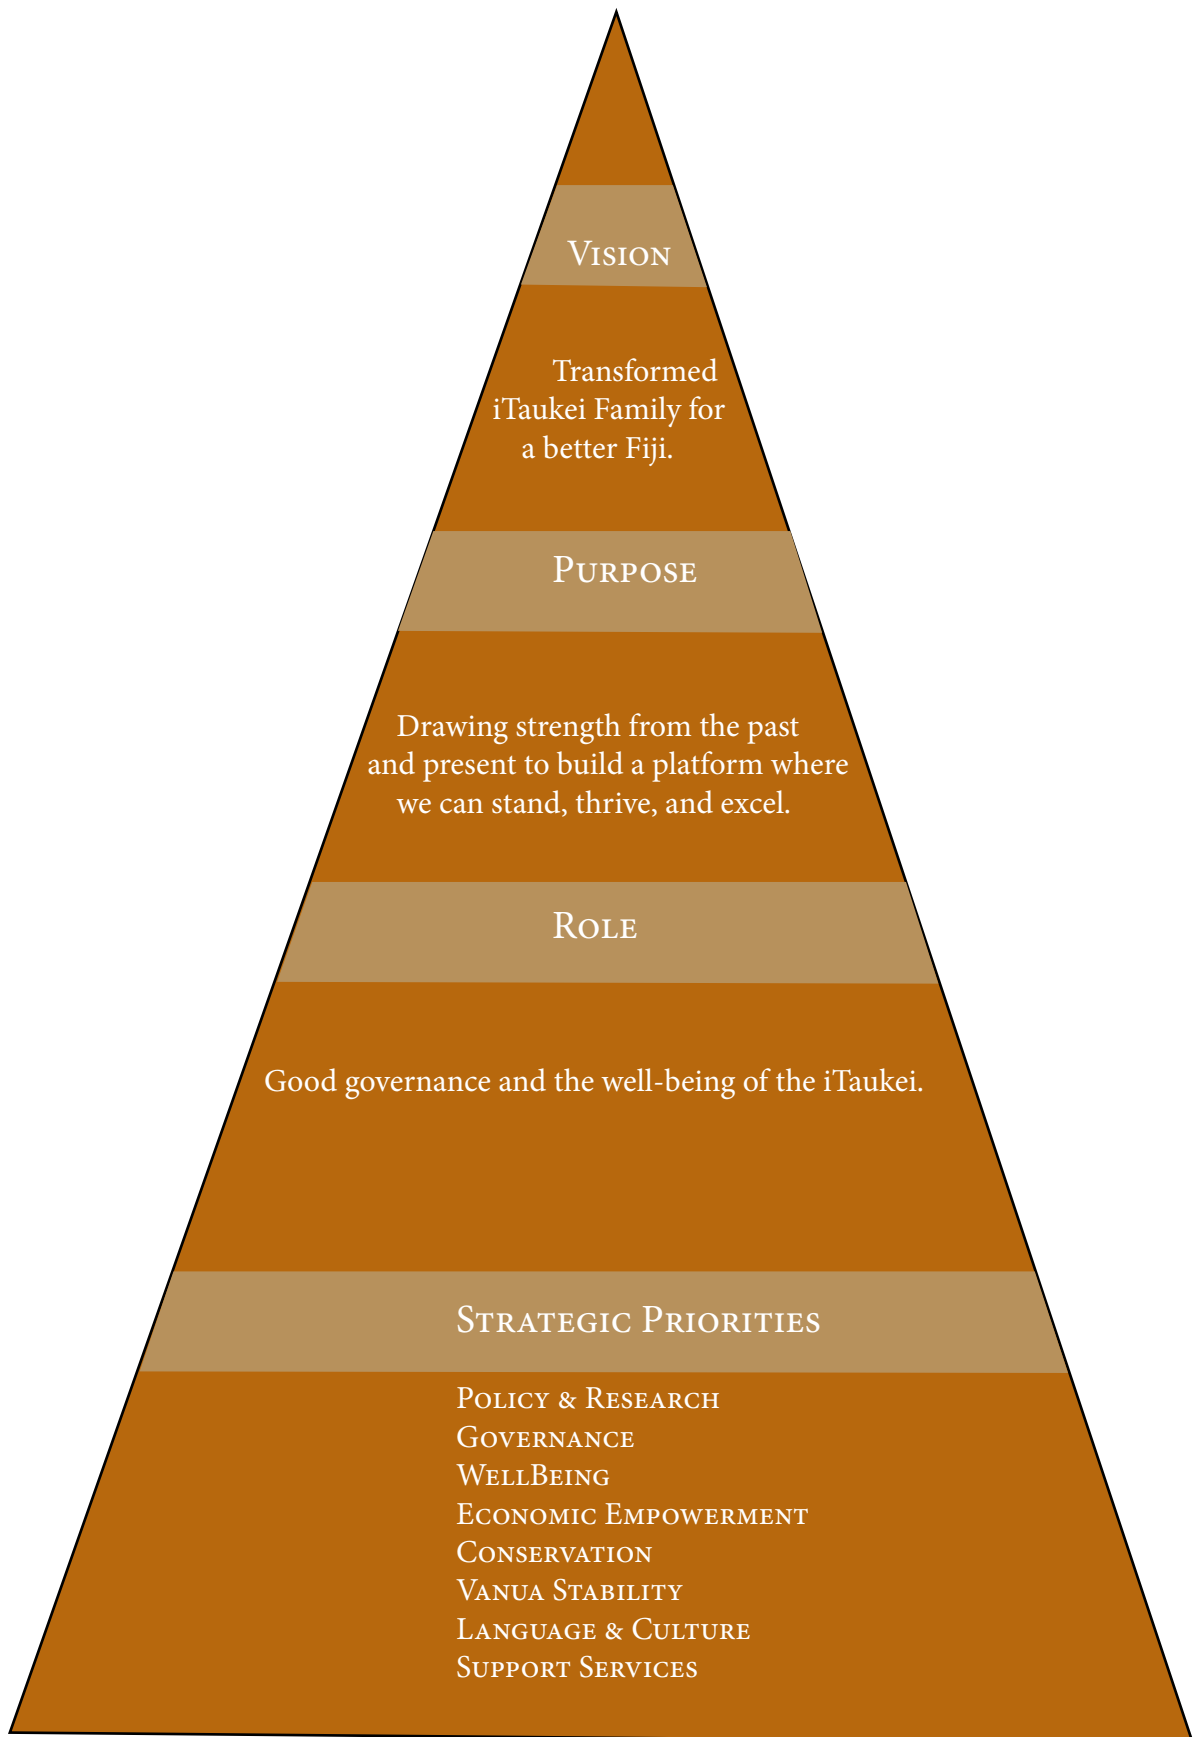 Vision
Transformed
iTaukei Family for
a better Fiji.
Purpose
Drawing strength from the past
and present to build a platform where
we can stand, thrive, and excel.
Role
Good governance and the well-being of the iTaukei.
Strategic Priorities
Policy & Research
Governance
WellBeing
Economic Empowerment
Conservation
Vanua Stability
Language & Culture
Support Services